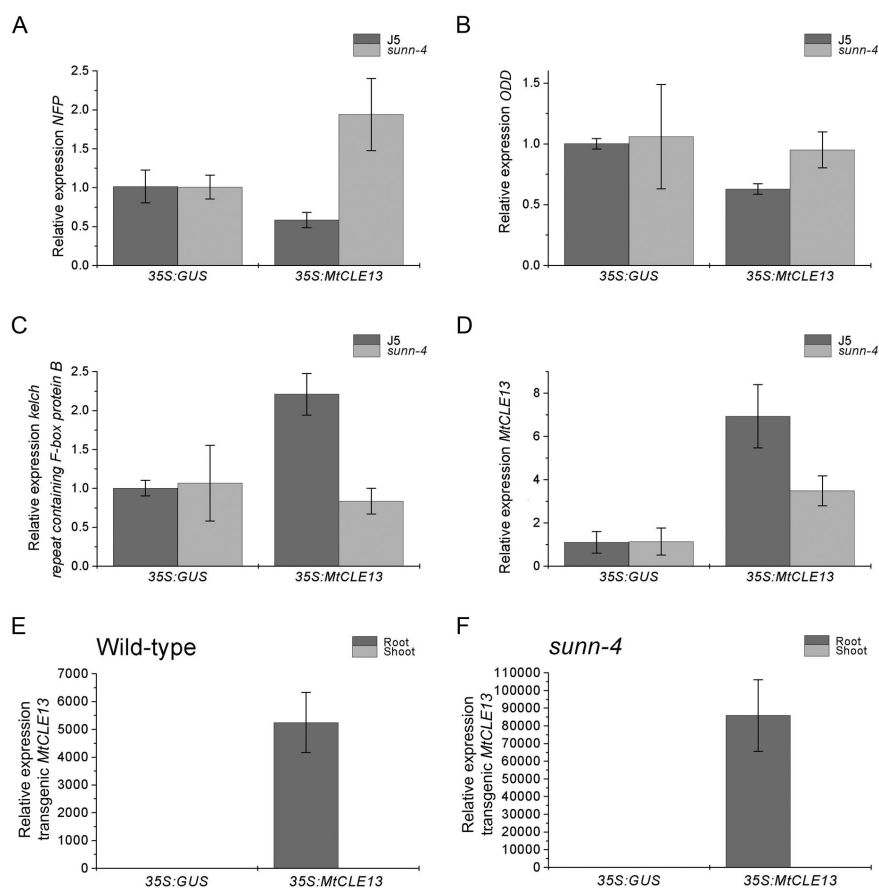 A
J5
sunn-4
Relative expression NFP
2.5
2.0
1.5
1.0
0.5
0.0
35S:GUS
35S:MtCLE13
B
J5
sunn-4
Relative expression ODD
1.5
1.0
0.5
0.0
35S:GUS
35S:MtCLE13
C
J5
sunn-4
Relative expression kelch
repeat containing F-box protein B
2.5
2.0
1.5
1.0
0.5
0.0
35S:GUS
35S:MtCLE13
D
J5
sunn-4
Relative expression MtCLE13
8
6
4
2
0
35S:GUS
35S:MtCLE13
E
Wild-type
Root
Shoot
Relative expression
transgenic MtCLE13
7000
6000
5000
4000
3000
2000
1000
0
35S:GUS
35S:MtCLE13
F
sunn-4
Root
Shoot
Relative expression
transgenic MtCLE13
110000
100000
90000
80000
70000
60000
50000
40000
30000
20000
10000
0
35S:GUS
35S:MtCLE13